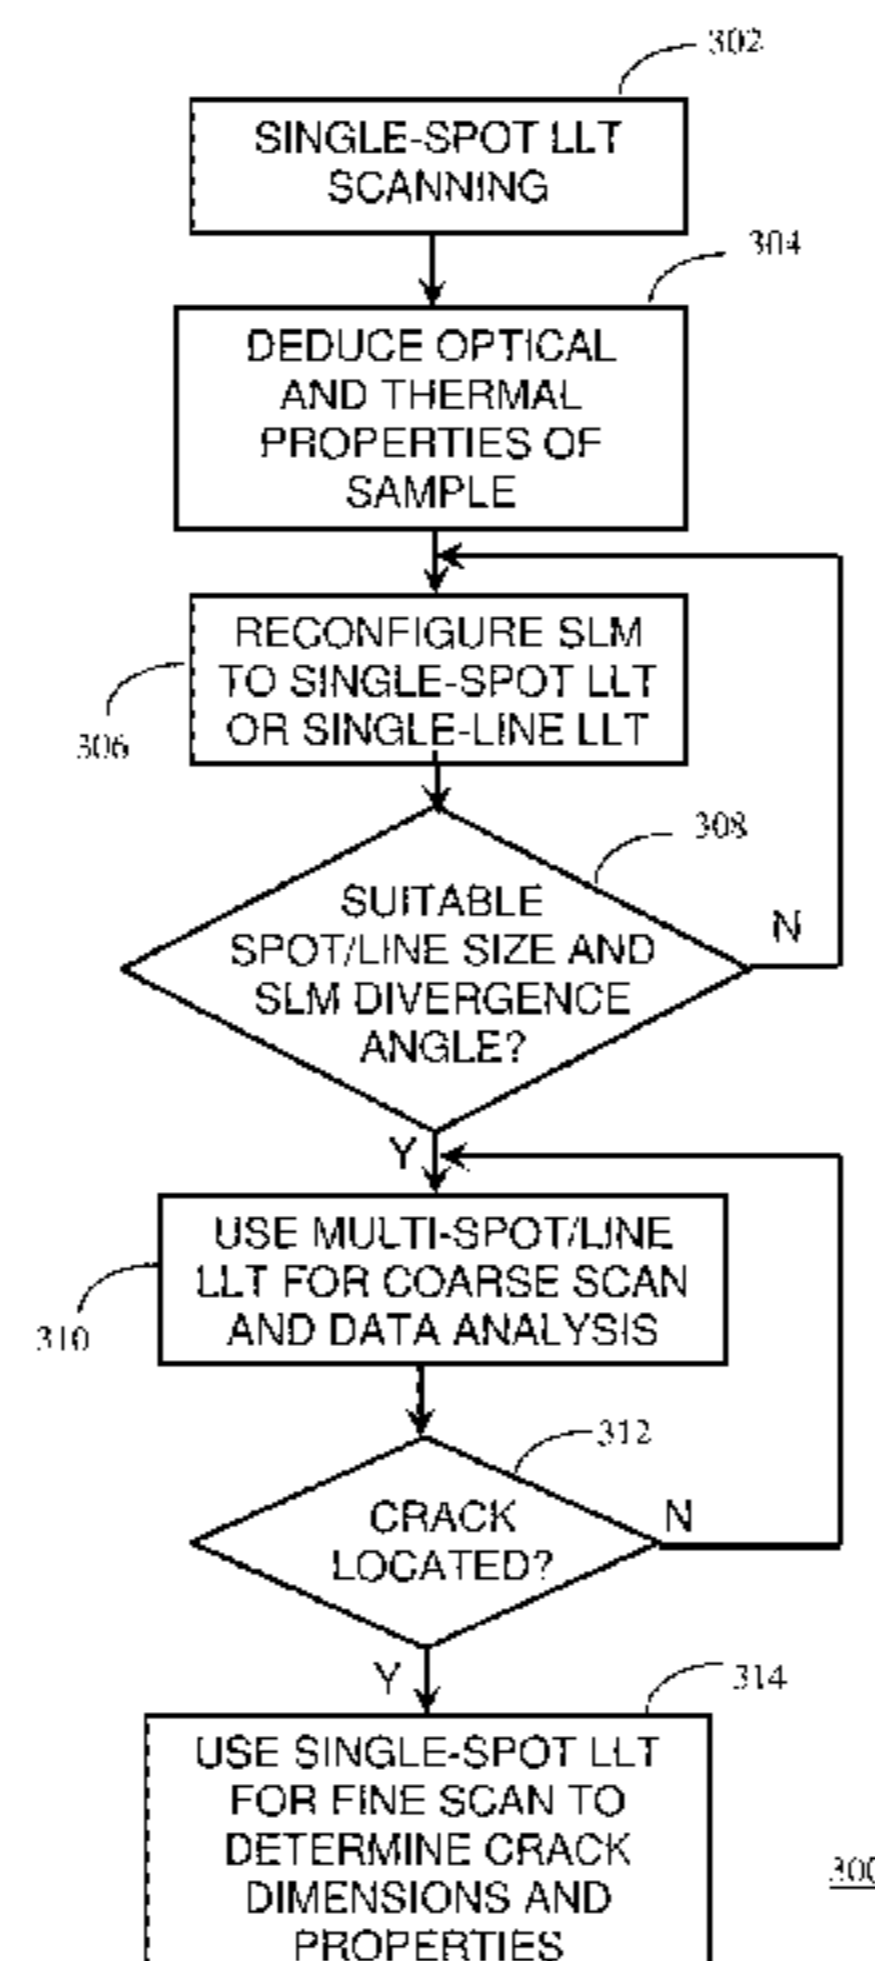 302
SINGLE-SPOT LLT
SCANNING
304
DEDUCE OPTICAL
AND THERMAL
PROPERTIES OF
SAMPLE
RECONFIGURE SLM
TO SINGLE-SPOT LLT
OR SINGLE-LINE LLT
306
308
SUITABLE
SPOT/LINE SIZE AND
SLM DIVERGENCE
ANGLE?
N
Y
USE MULTI-SPOT/LINE
LLT FOR COARSE SCAN
AND DATA ANALYSIS
310
312
CRACK
LOCATED?
N
Y
314
USE SINGLE-SPOT LLT
FOR FINE SCAN TO
DETERMINE CRACK
DIMENSIONS AND
PROPERTIES
300